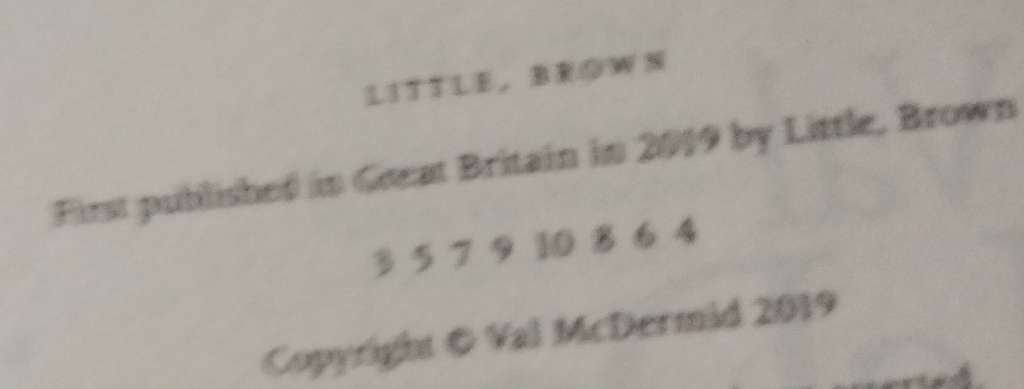 LITTLE, BROWN
First published in Great Britain in 2019 by Little, Brown
3 5 7 9 10 8 6 4
Copyright © Val McDermid 2019
reserved